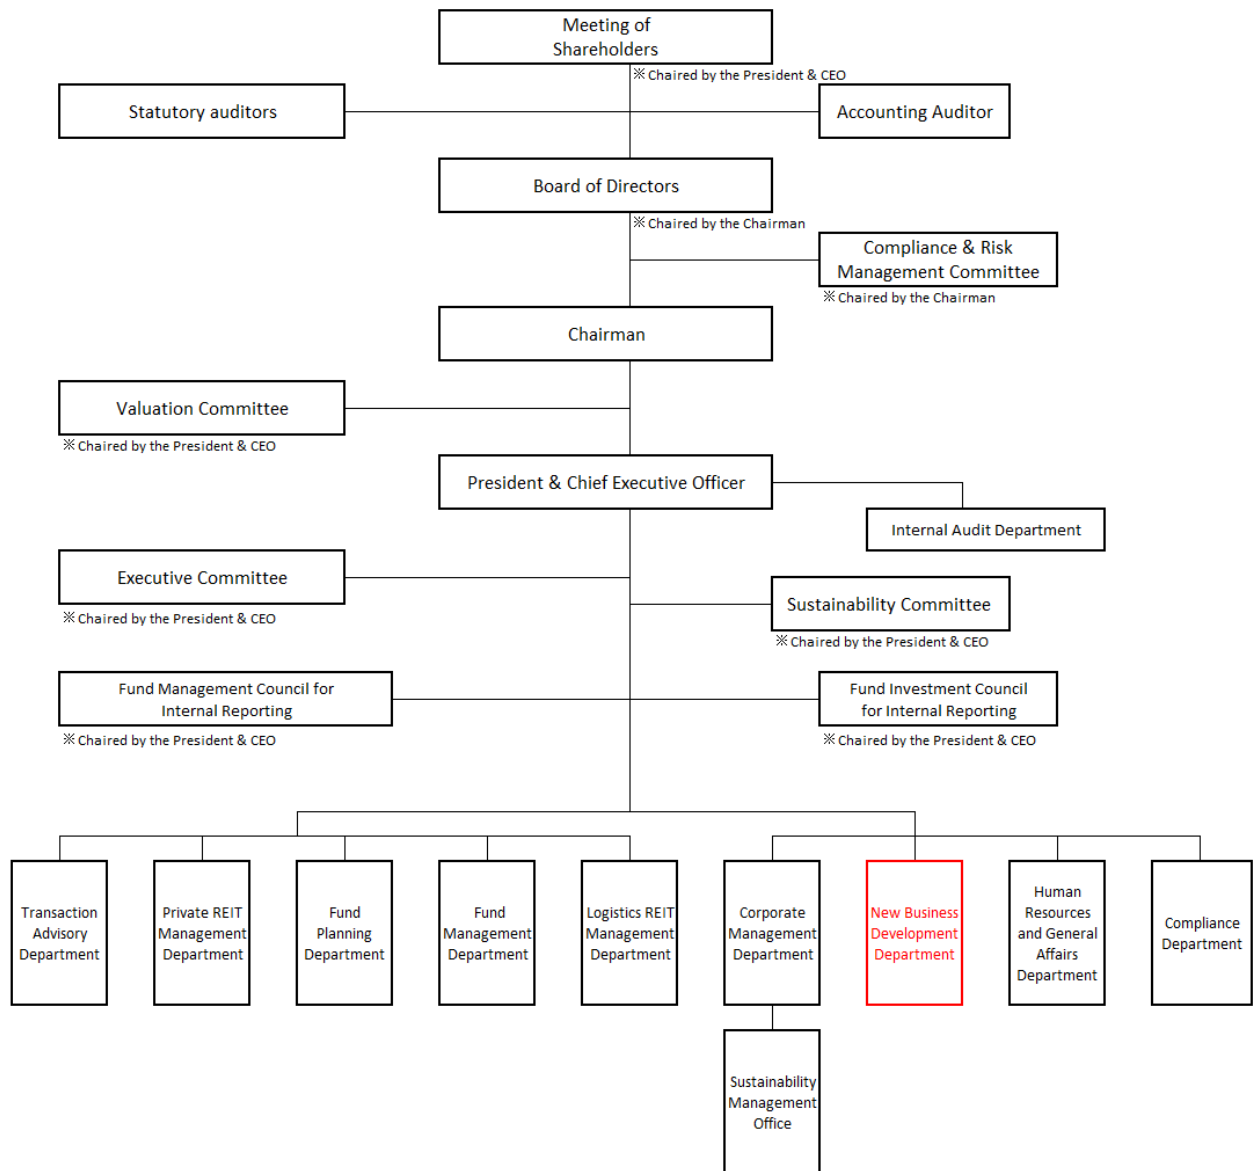 Meeting of
Shareholders
※ Chaired by the President & CEO
Statutory auditors
Accounting Auditor
Board of Directors
※ Chaired by the Chairman
Compliance & Risk
Management Committee
※ Chaired by the Chairman
Chairman
Valuation Committee
※ Chaired by the President & CEO
President & Chief Executive Officer
Internal Audit Department
Executive Committee
※ Chaired by the President & CEO
Sustainability Committee
※ Chaired by the President & CEO
Fund Management Council for
Internal Reporting
※ Chaired by the President & CEO
Fund Investment Council
for Internal Reporting
※ Chaired by the President & CEO
Transaction
Advisory
Department
Private REIT
Management
Department
Fund
Planning
Department
Fund
Management
Department
Logistics REIT
Management
Department
Corporate
Management
Department
New Business
Development
Department
Human
Resources
and General
Affairs
Department
Compliance
Department
Sustainability
Management
Office